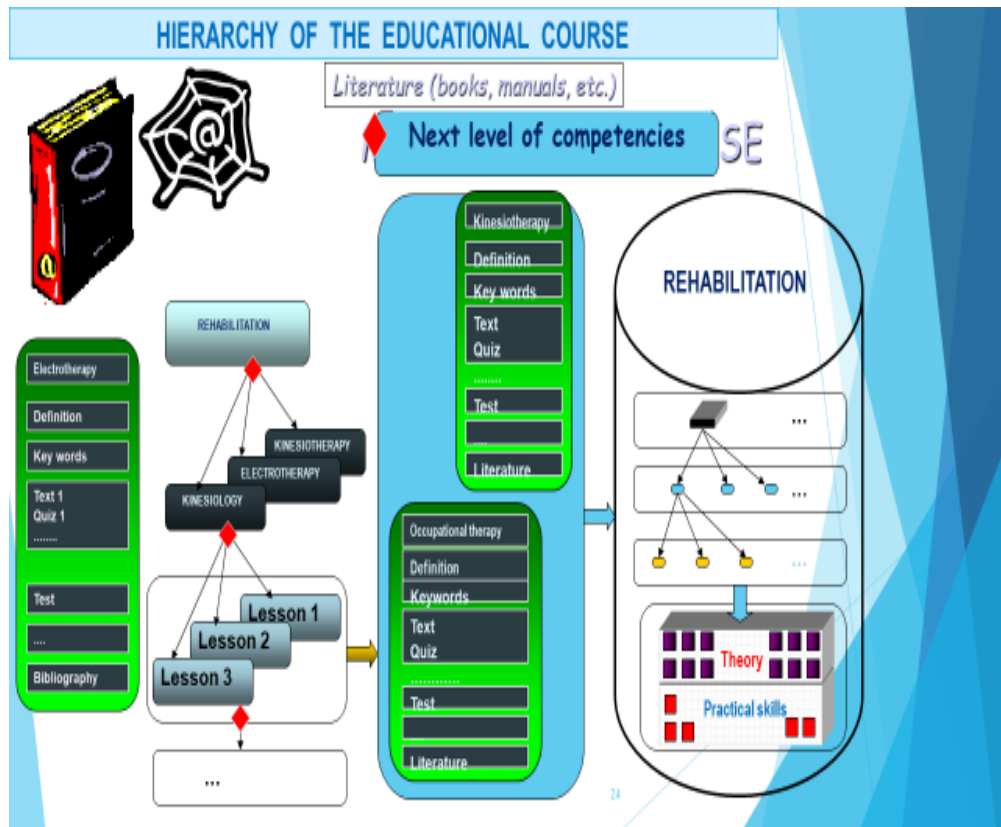 HIERARCHY OF THE EDUCATIONAL COURSE
Literature (books, manuals, etc.)
Next level of competencies
SE
@
Electrotherapy
Definition
Key words
Text 1
Quiz 1
........
Test
....
Bibliography
REHABILITATION
KINESIOTHERAPY
ELECTROTHERAPY
KINESIOLOGY
Lesson 1
Lesson 2
Lesson 3
...
Kinesiotherapy
Definition
Key words
Text
Quiz
........
Test
....
Literature
Occupational therapy
Definition
Keywords
Text
Quiz
............
Test
Literature
REHABILITATION
...
...
...
Theory
Practical skills
24